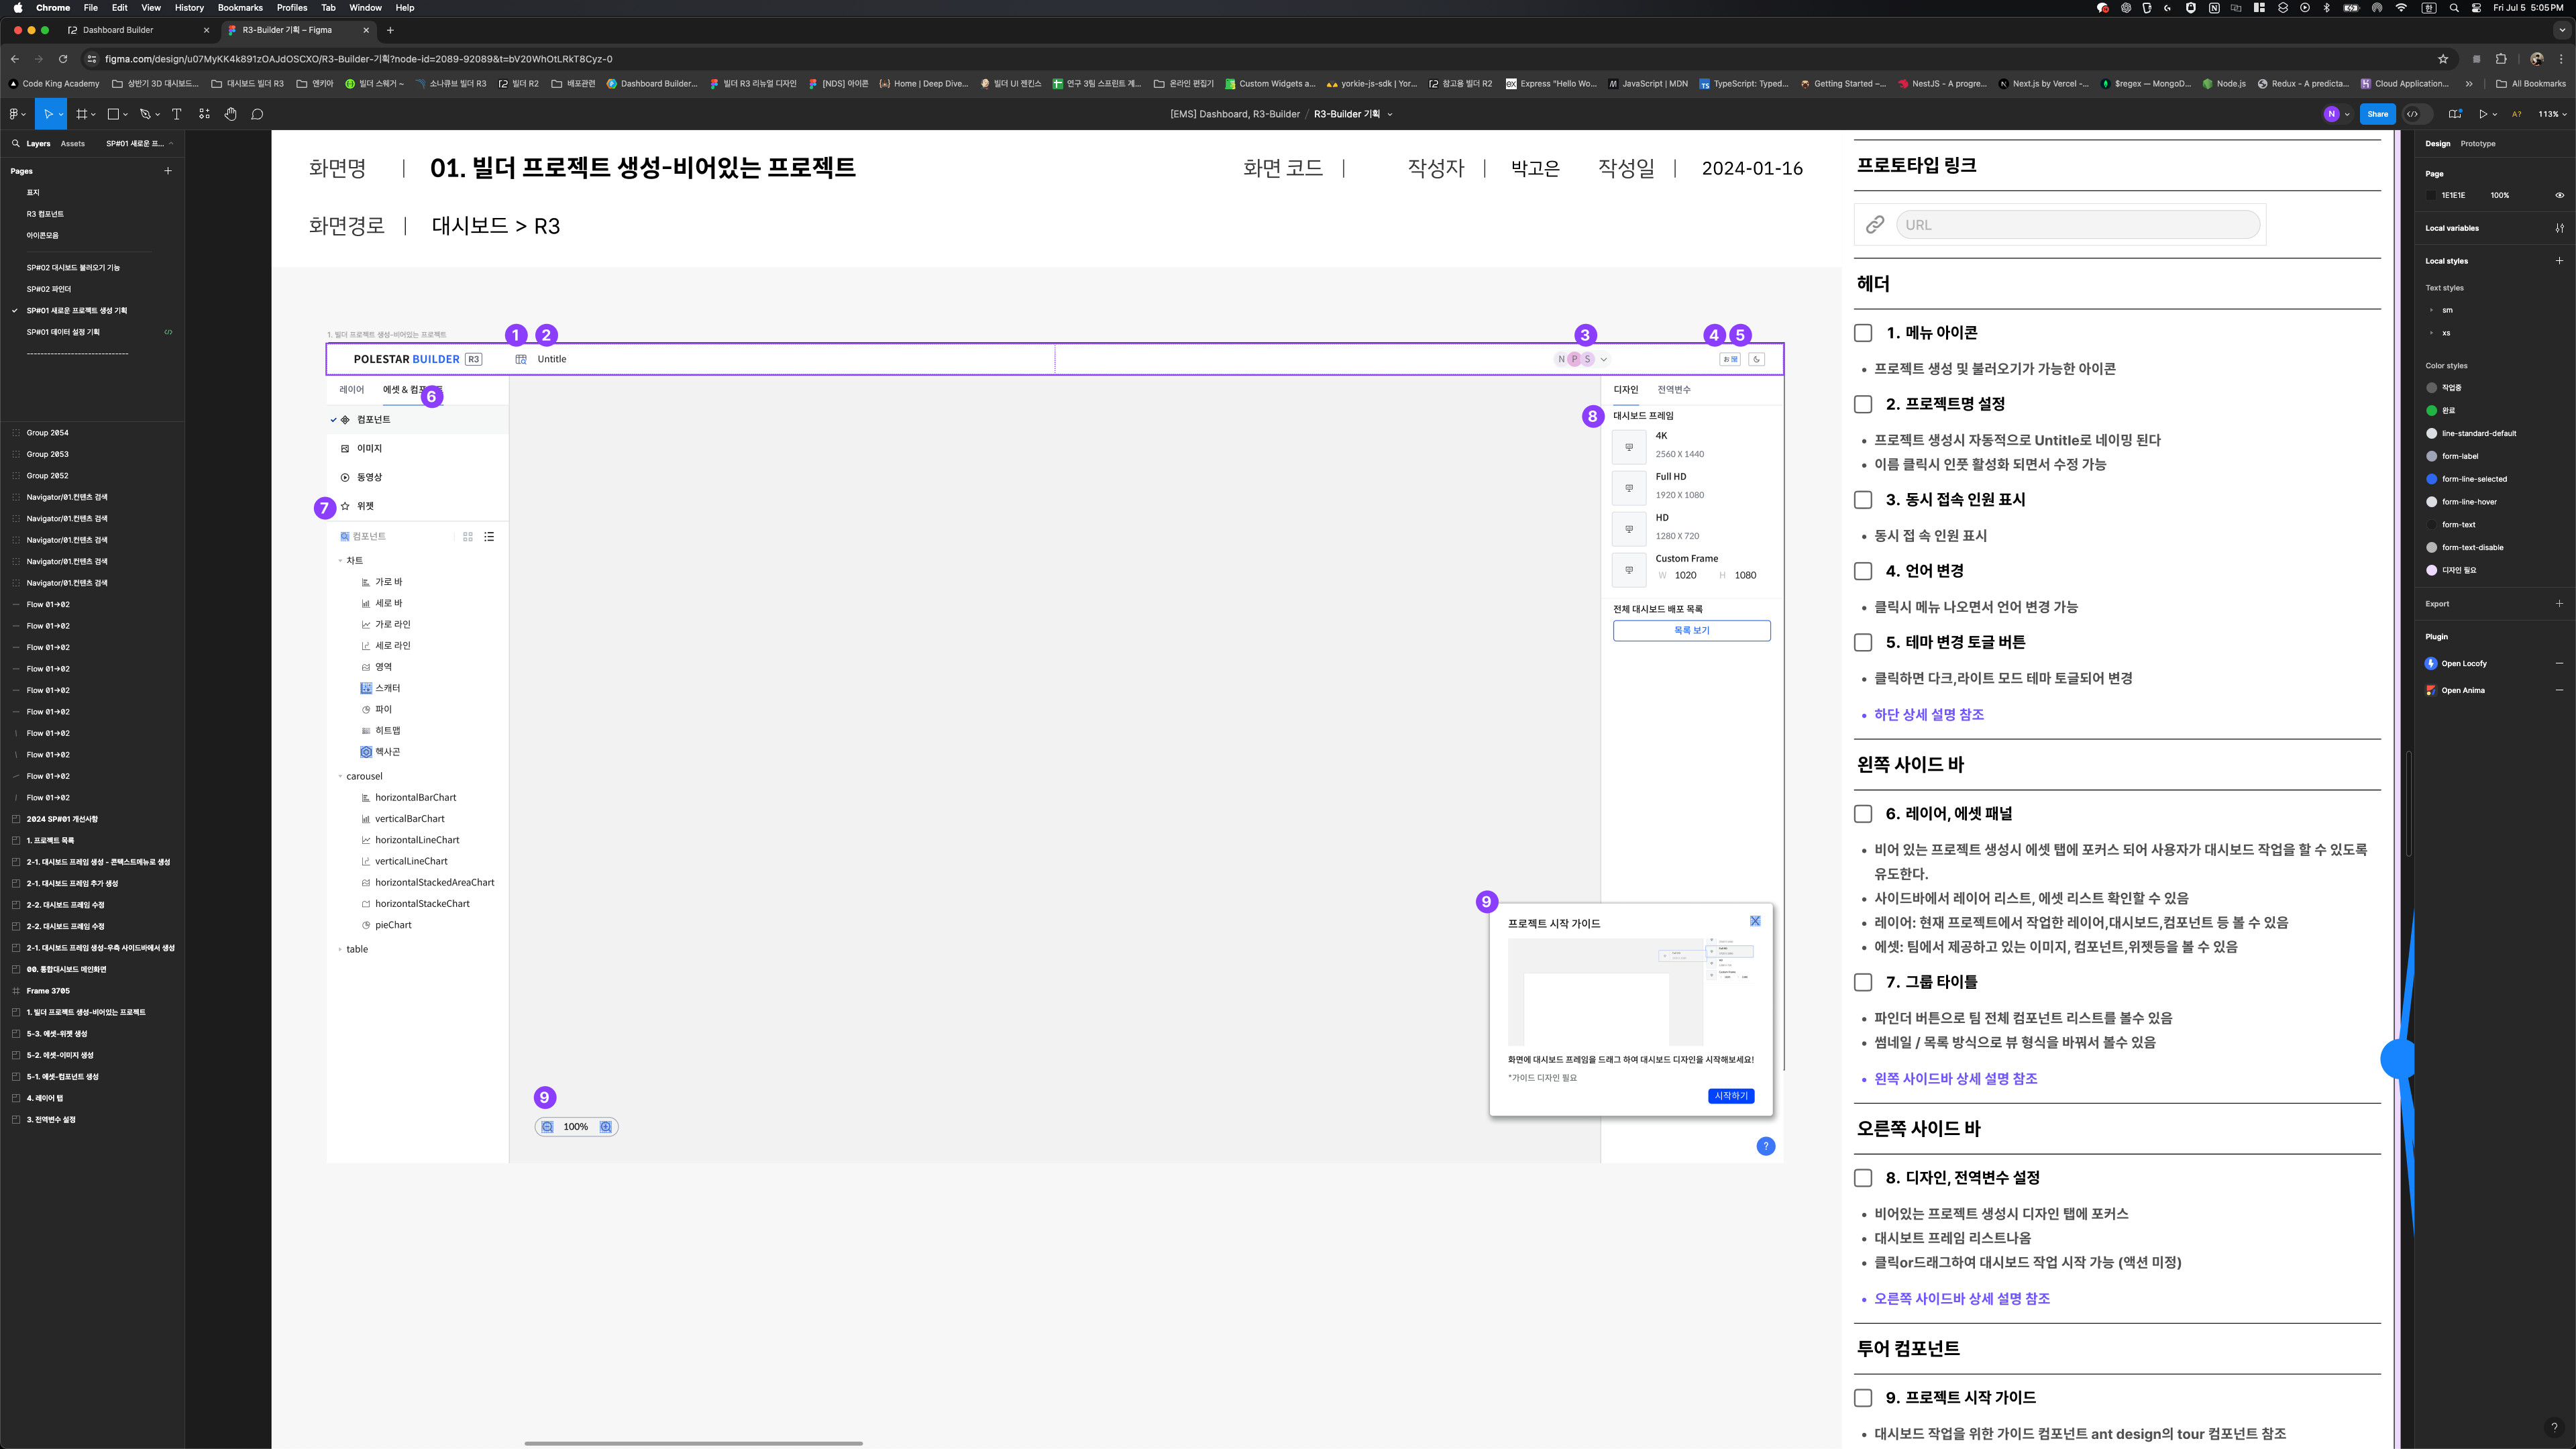 Chrome File Edit View History Bookmarks Profiles Tab Window Help
Fri Jul 5 5:05 PM
Dashboard Builder
R3-Builder 기획 – Figma
figma.com/design/u07MyKK4k891zOAJdOSCXO/R3-Builder-기획?node-id=2089-92089&t=bV20WhOtLRkT8Cyz-0
Code King Academy
상반기 3D 대시보드...
대시보드 빌더 R3
앤키아
빌더 스웨거 ~
소나큐브 빌더 R3
빌더 R2
배포관련
Dashboard Builder...
빌더 R3 리뉴얼 디자인
[NDS] 아이콘
Home | Deep Dive...
빌더 UI 젠킨스
연구 3팀 스프린트 계...
온라인 편집기
Custom Widgets a...
yorkie-js-sdk | Yor...
참고용 빌더 R2
Express "Hello Wo...
JavaScript | MDN
TypeScript: Typed...
Getting Started –...
NestJS - A progre...
Next.js by Vercel -...
$regex — MongoD...
Node.js
Redux - A predicta...
Cloud Application...
All Bookmarks
[EMS] Dashboard, R3-Builder / R3-Builder 기획
N
Share
A?
113%
Layers Assets SP#01 새로운 프...
Pages
표지
R3 컴포넌트
아이콘모음
SP#02 대시보드 불러오기 기능
SP#02 파인더
SP#01 새로운 프로젝트 생성 기획
SP#01 데이터 설정 기획
------------------------------
Group 2054
Group 2053
Group 2052
Navigator/01.컨텐츠 검색
Navigator/01.컨텐츠 검색
Navigator/01.컨텐츠 검색
Navigator/01.컨텐츠 검색
Navigator/01.컨텐츠 검색
Flow 01->02
Flow 01->02
Flow 01->02
Flow 01->02
Flow 01->02
Flow 01->02
Flow 01->02
Flow 01->02
Flow 01->02
Flow 01->02
2024 SP#01 개선사항
1. 프로젝트 목록
2-1. 대시보드 프레임 생성 - 콘텍스트메뉴로 생성
2-1. 대시보드 프레임 추가 생성
2-2. 대시보드 프레임 수정
2-2. 대시보드 프레임 수정
2-1. 대시보드 프레임 생성-우측 사이드바에서 생성
00. 통합대시보드 메인화면
Frame 3705
1. 빌더 프로젝트 생성-비어있는 프로젝트
5-3. 에셋-위젯 생성
5-2. 에셋-이미지 생성
5-1. 에셋-컴포넌트 생성
4. 레이어 탭
3. 전역변수 설정
화면명 | 01. 빌더 프로젝트 생성-비어있는 프로젝트
화면 코드 |
작성자 | 박고은
작성일 | 2024-01-16
화면경로 | 대시보드 > R3
1. 빌더 프로젝트 생성-비어있는 프로젝트
1
2
3
4
5
POLESTAR BUILDER R3
Untitle
N P S
레이어
에셋 & 컴포
6
컴포넌트
이미지
동영상
7
위젯
컴포넌트
차트
가로 바
세로 바
가로 라인
세로 라인
영역
스캐터
파이
히트맵
헥사곤
carousel
horizontalBarChart
verticalBarChart
horizontalLineChart
verticalLineChart
horizontalStackedAreaChart
horizontalStackeChart
pieChart
table
9
100%
디자인 전역변수
8
대시보드 프레임
4K
2560 X 1440
Full HD
1920 X 1080
HD
1280 X 720
Custom Frame
W 1020 H 1080
전체 대시보드 배포 목록
목록 보기
9
프로젝트 시작 가이드
화면에 대시보드 프레임을 드래그 하여 대시보드 디자인을 시작해보세요!
*가이드 디자인 필요
시작하기
?
프로토타입 링크
URL
헤더
1. 메뉴 아이콘
• 프로젝트 생성 및 불러오기가 가능한 아이콘
2. 프로젝트명 설정
• 프로젝트 생성시 자동적으로 Untitle로 네이밍 된다
• 이름 클릭시 인풋 활성화 되면서 수정 가능
3. 동시 접속 인원 표시
• 동시 접 속 인원 표시
4. 언어 변경
• 클릭시 메뉴 나오면서 언어 변경 가능
5. 테마 변경 토글 버튼
• 클릭하면 다크,라이트 모드 테마 토글되어 변경
• 하단 상세 설명 참조
왼쪽 사이드 바
6. 레이어, 에셋 패널
• 비어 있는 프로젝트 생성시 에셋 탭에 포커스 되어 사용자가 대시보드 작업을 할 수 있도록
유도한다.
• 사이드바에서 레이어 리스트, 에셋 리스트 확인할 수 있음
• 레이어: 현재 프로젝트에서 작업한 레이어,대시보드,컴포넌트 등 볼 수 있음
• 에셋: 팀에서 제공하고 있는 이미지, 컴포넌트,위젯등을 볼 수 있음
7. 그룹 타이틀
• 파인더 버튼으로 팀 전체 컴포넌트 리스트를 볼수 있음
• 썸네일 / 목록 방식으로 뷰 형식을 바꿔서 볼수 있음
• 왼쪽 사이드바 상세 설명 참조
오른쪽 사이드 바
8. 디자인, 전역변수 설정
• 비어있는 프로젝트 생성시 디자인 탭에 포커스
• 대시보트 프레임 리스트나옴
• 클릭or드래그하여 대시보드 작업 시작 가능 (액션 미정)
• 오른쪽 사이드바 상세 설명 참조
투어 컴포넌트
9. 프로젝트 시작 가이드
• 대시보드 작업을 위한 가이드 컴포넌트 ant design의 tour 컴포넌트 참조
Design Prototype
Page
1E1E1E 100%
Local variables
Local styles
Text styles
sm
xs
Color styles
작업중
완료
line-standard-default
form-label
form-line-selected
form-line-hover
form-text
form-text-disable
디자인 필요
Export
Plugin
Open Locofy
Open Anima
?